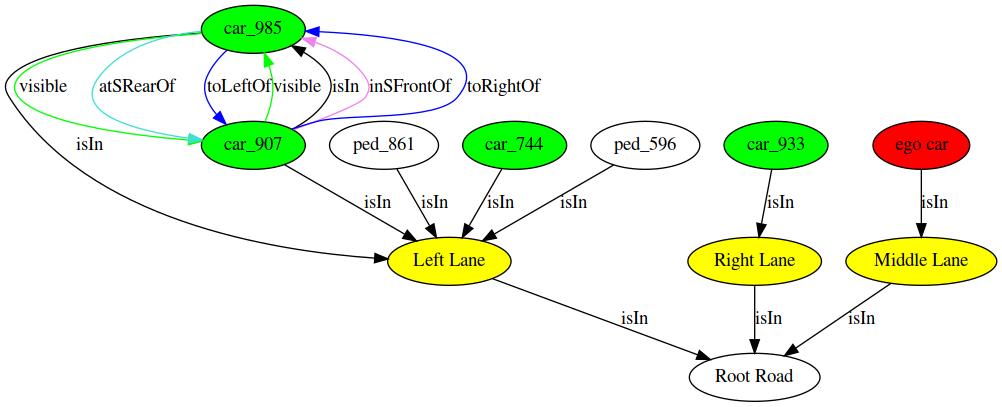 car_985
visible
atSRearOf
toLeftOf
visible
isIn
inSFrontOf
toRightOf
isIn
car_907
ped_861
car_744
ped_596
car_933
ego car
isIn
isIn
isIn
isIn
isIn
isIn
Left Lane
Right Lane
Middle Lane
isIn
isIn
isIn
Root Road